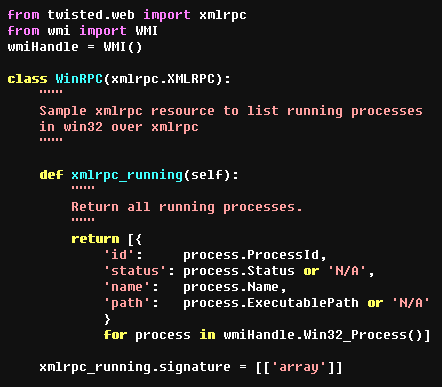 from twisted.web import xmlrpc
from wmi import WMI
wmiHandle = WMI()

class WinRPC(xmlrpc.XMLRPC):
    """
    Sample xmlrpc resource to list running processes
    in win32 over xmlrpc
    """

    def xmlrpc_running(self):
        """
        Return all running processes.
        """
        return [{
            'id':     process.ProcessId,
            'status': process.Status or 'N/A',
            'name':   process.Name,
            'path':   process.ExecutablePath or 'N/A'
            }
            for process in wmiHandle.Win32_Process()]

    xmlrpc_running.signature = [['array']]